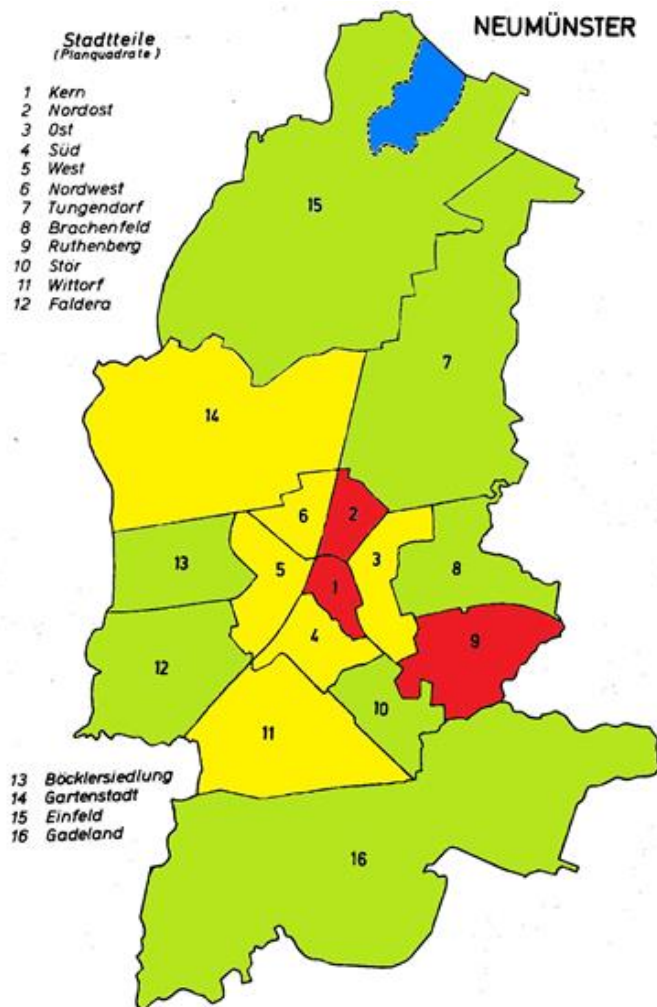 NEUMÜNSTER
Stadtteile
(Planquadrate)
1 Kern
2 Nordost
3 Ost
4 Süd
5 West
6 Nordwest
7 Tungendorf
8 Brachenfeld
9 Ruthenberg
10 Stör
11 Wittorf
12 Faldera
15
7
14
6
2
3
13
5
8
1
4
9
12
10
11
13 Böcklersiedlung
14 Gartenstadt
15 Einfeld
16 Gadeland
16